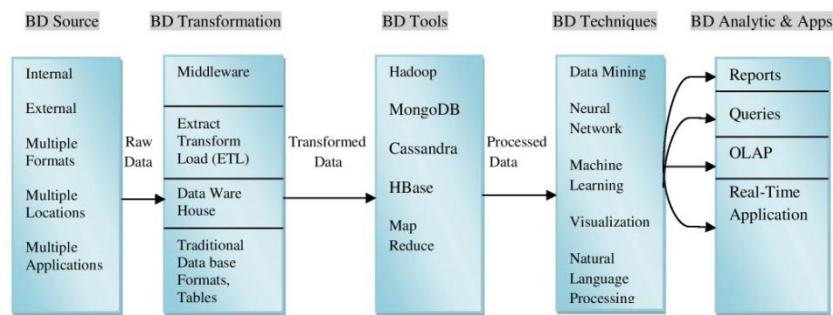 BD Source
BD Transformation
BD Tools
BD Techniques
BD Analytic & Apps
Internal
External
Multiple
Formats
Multiple
Locations
Multiple
Applications
Raw
Data
Middleware
Extract
Transform
Load (ETL)
Data Ware
House
Traditional
Data base
Formats,
Tables
Transformed
Data
Hadoop
MongoDB
Cassandra
HBase
Map
Reduce
Processed
Data
Data Mining
Neural
Network
Machine
Learning
Visualization
Natural
Language
Processing
Reports
Queries
OLAP
Real-Time
Application